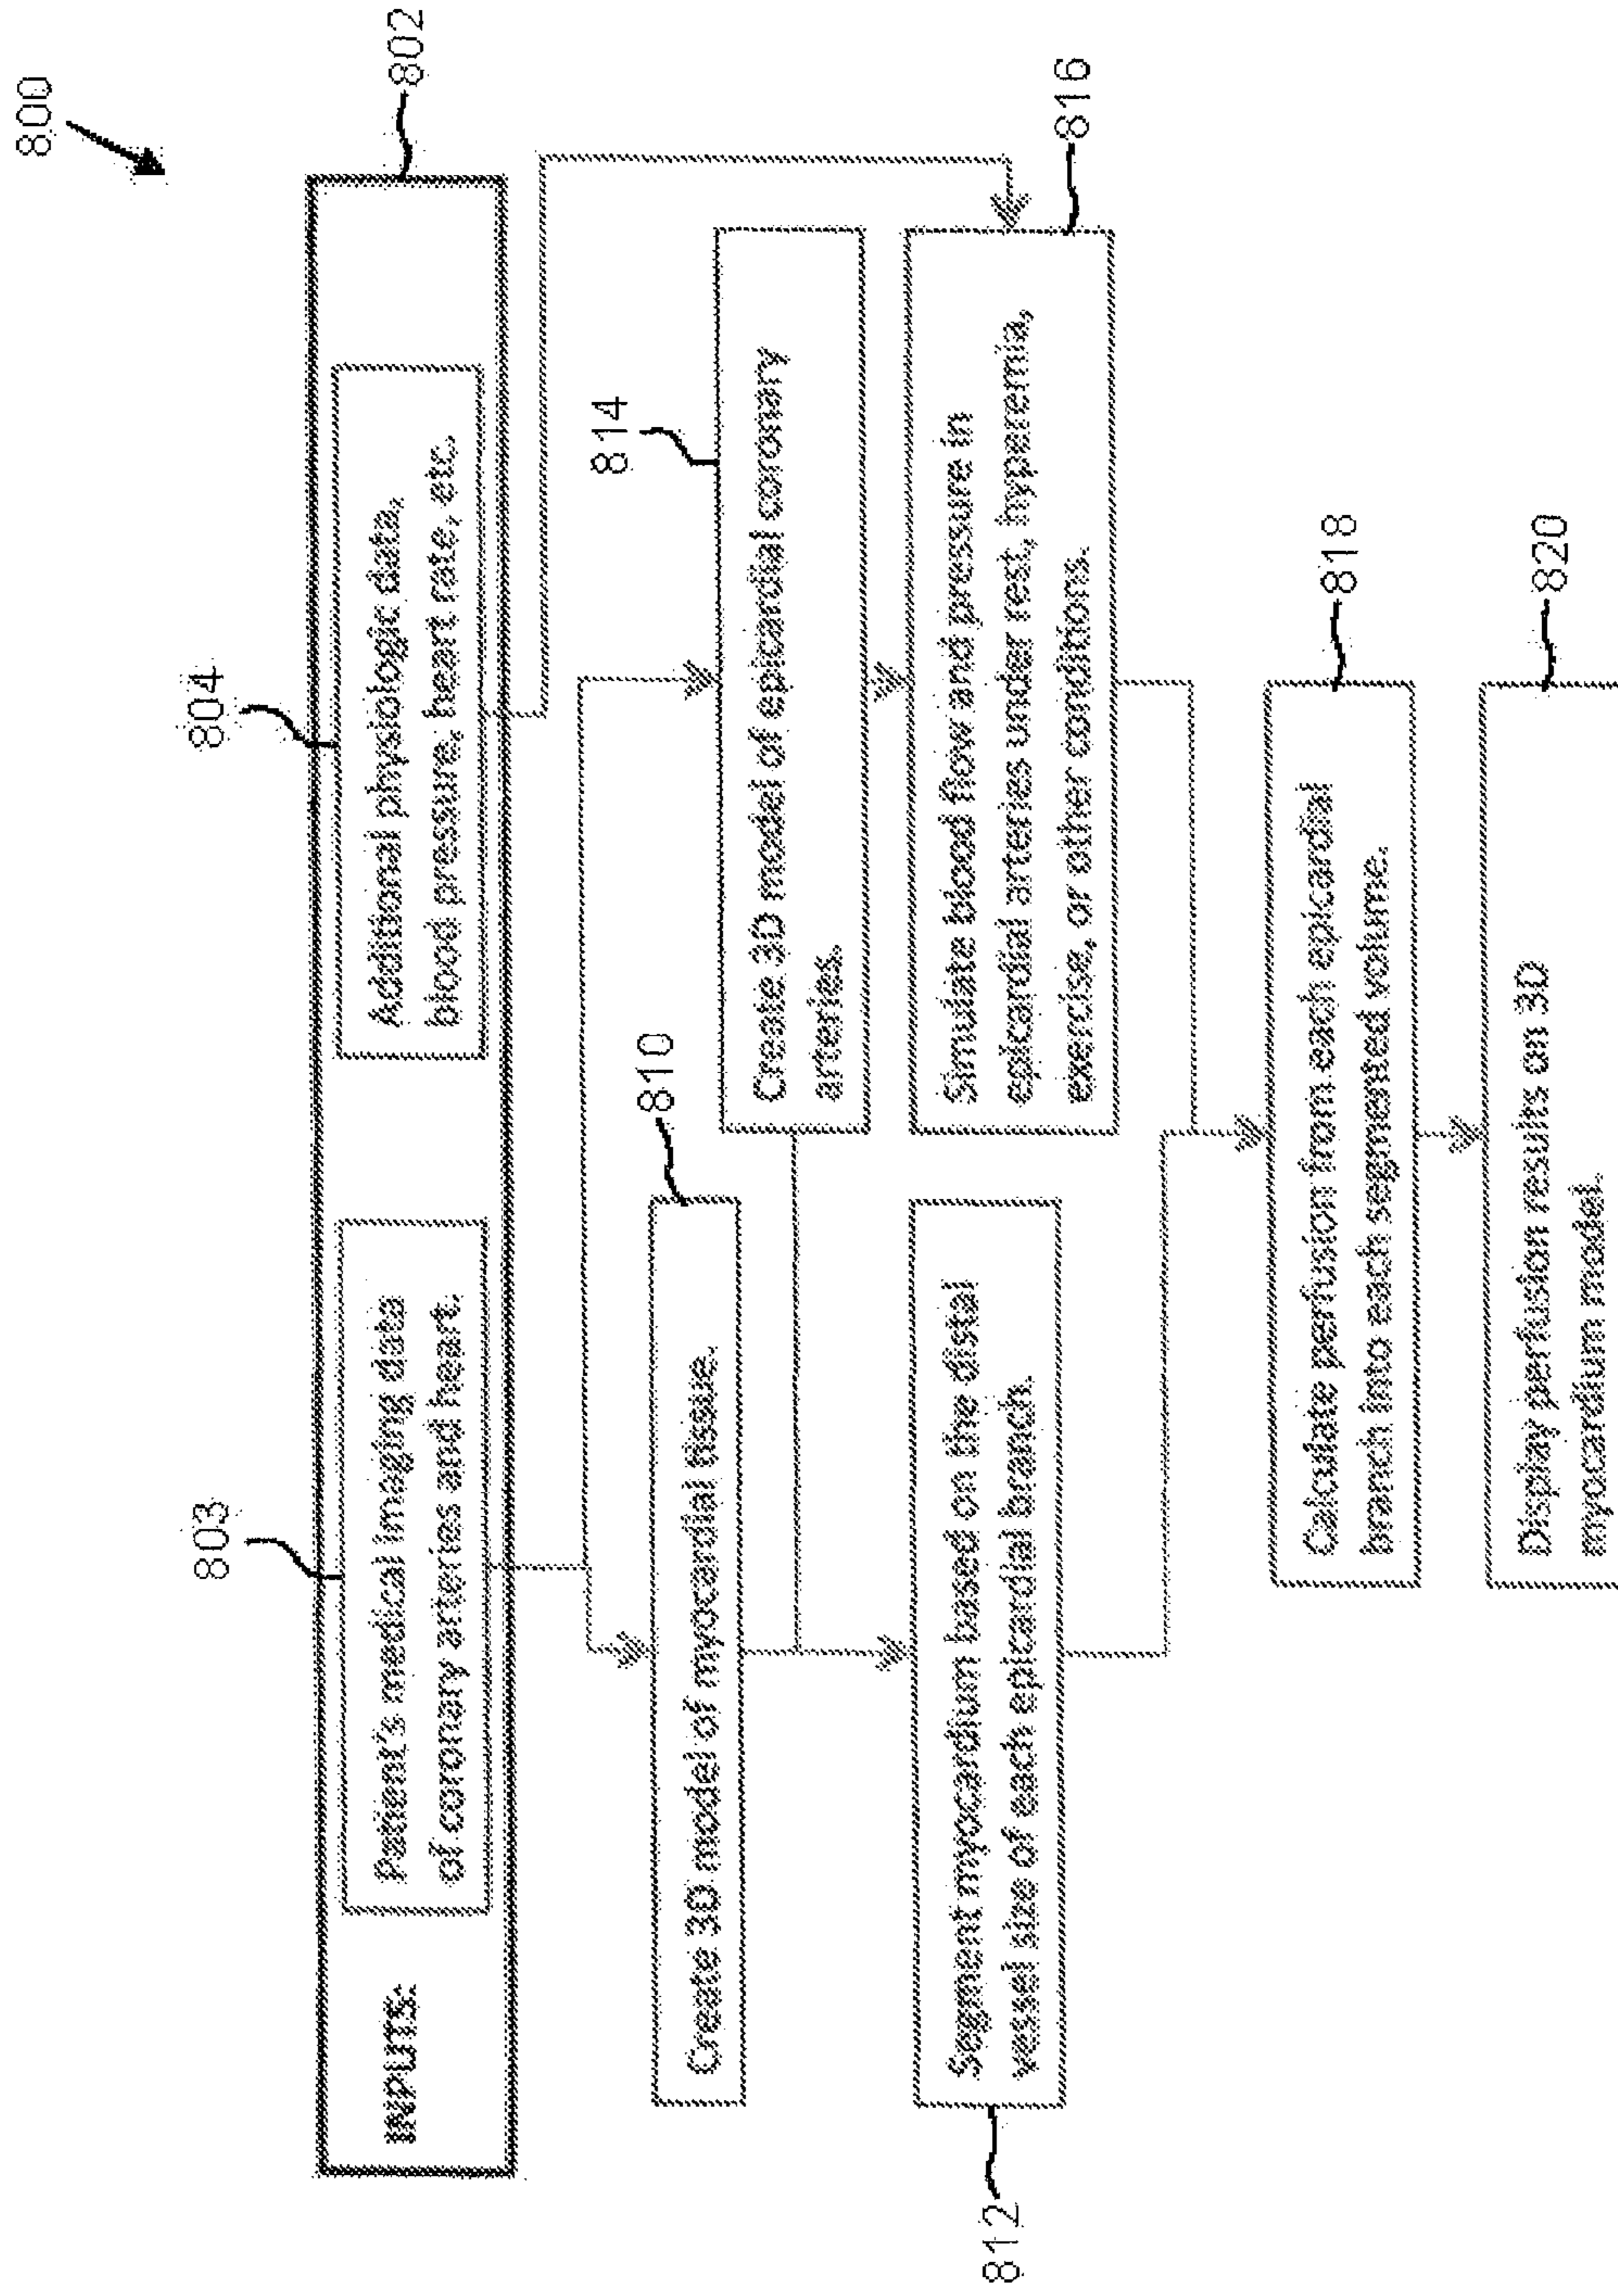 800
802
INPUTS:
803
Patient's medical imaging data
of coronary arteries and heart.
804
Additional physiologic data,
blood pressure, heart rate, etc.
810
Create 3D model of myocardial tissue.
814
Create 3D model of epicardial coronary
arteries.
812
Segment myocardium based on the distal
vessel size of each epicardial branch.
816
Simulate blood flow and pressure in
epicardial arteries under rest, hyperemia,
exercise, or other conditions.
818
Calculate perfusion from each epicardial
branch into each segmented volume.
820
Display perfusion results on 3D
myocardium model.